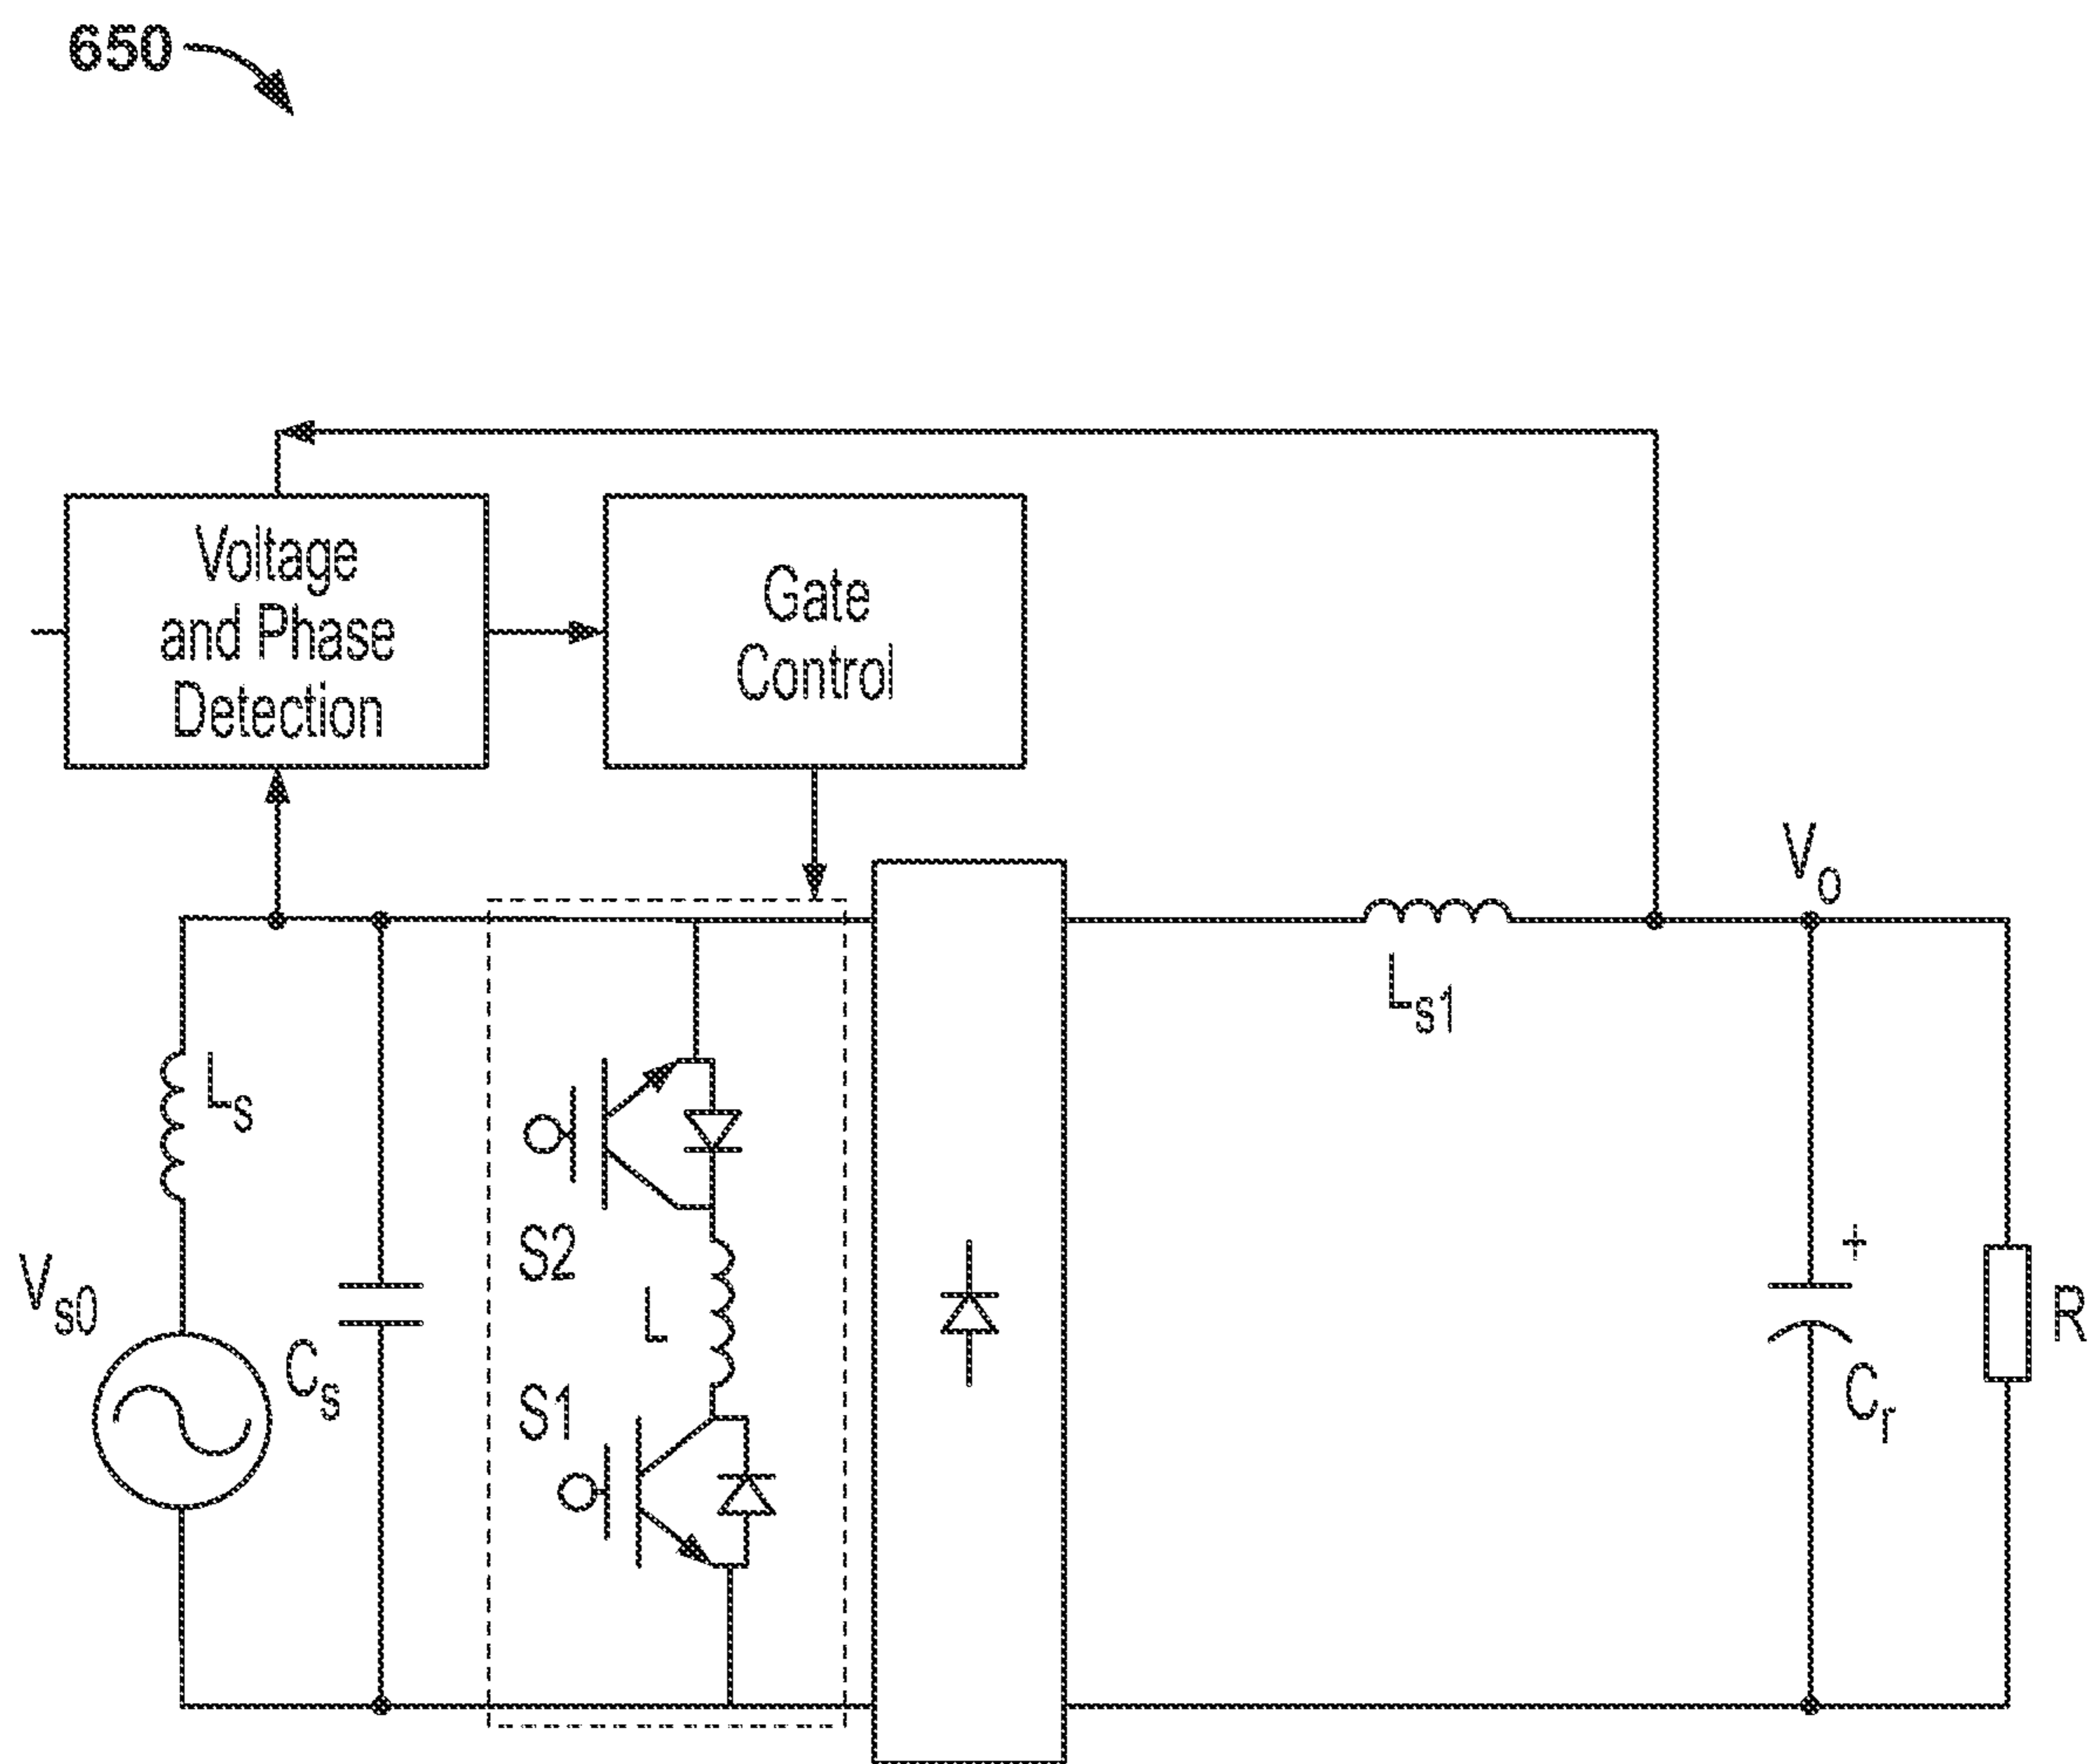 650
Voltage
and Phase
Detection
Gate
Control
Vo
Ls1
Ls
S2
Vs0
L
Cs
S1
+
Cr
R